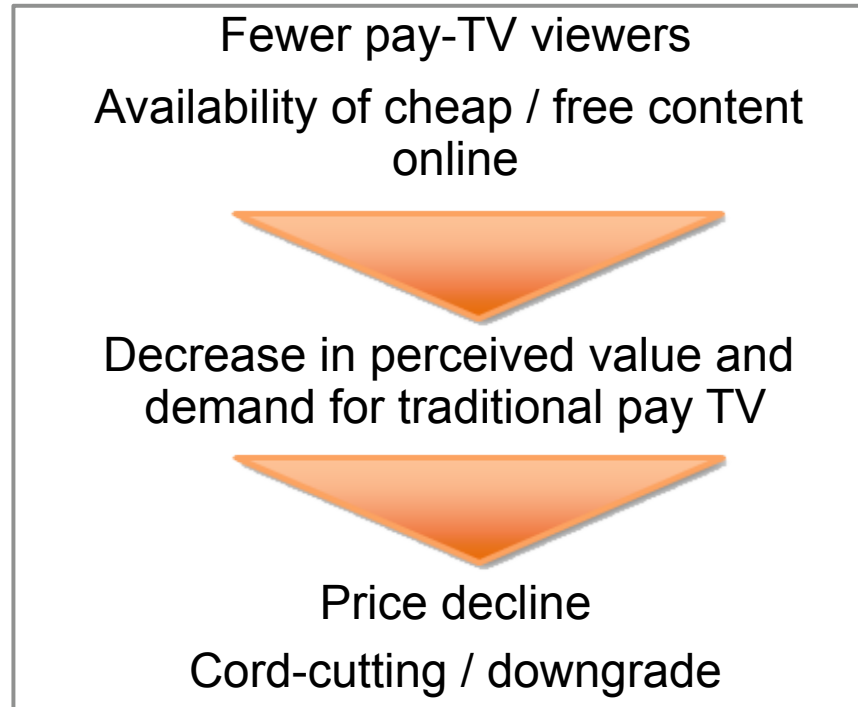 Fewer pay-TV viewers
Availability of cheap / free content
online
Decrease in perceived value and
demand for traditional pay TV
Price decline
Cord-cutting / downgrade